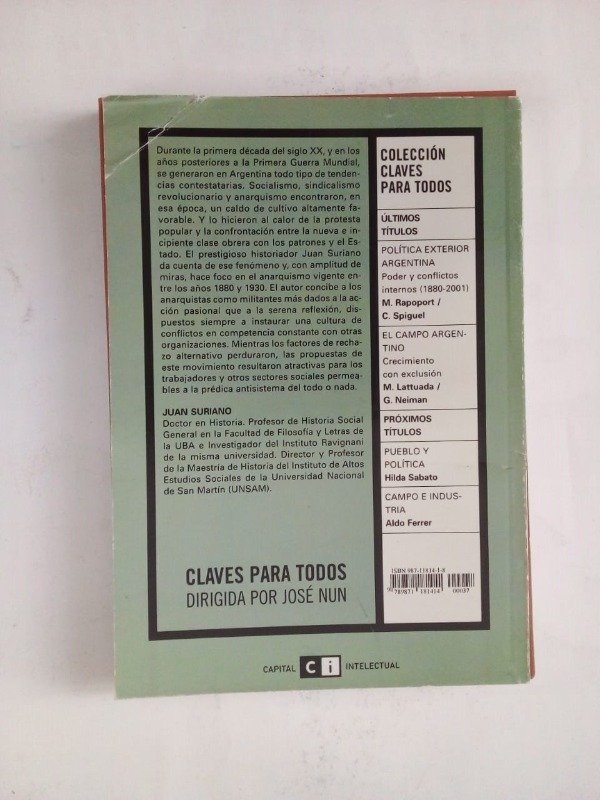 Durante la primera década del siglo XX, y en los
años posteriores a la Primera Guerra Mundial,
se generaron en Argentina todo tipo de tenden-
cias contestatarias. Socialismo, sindicalismo
revolucionario y anarquismo encontraron, en
esa época, un caldo de cultivo altamente fa-
vorable. Y lo hicieron al calor de la protesta
popular y la confrontación entre la nueva e in-
cipiente clase obrera con los patrones y el Es-
tado. El prestigioso historiador Juan Suriano
da cuenta de ese fenómeno y, con amplitud de
miras, hace foco en el anarquismo vigente en-
tre los años 1880 y 1930. El autor concibe a los
anarquistas como militantes más dados a la ac-
ción pasional que a la serena reflexión, dis-
puestos siempre a instaurar una cultura de
conflictos en competencia constante con otras
organizaciones. Mientras los factores de recha-
zo alternativo perduraron, las propuestas de
este movimiento resultaron atractivas para los
trabajadores y otros sectores sociales permea-
bles a la prédica antisistema del todo o nada.
JUAN SURIANO
Doctor en Historia. Profesor de Historia Social
General en la Facultad de Filosofía y Letras de la
UBA e Investigador del Instituto Ravignani de
la misma universidad. Director y Profesor de
la Maestría de Historia del Instituto de Altos
Estudios Sociales de la Universidad Nacional
de San Martín (UNSAM).
CLAVES PARA TODOS
DIRIGIDA POR JOSÉ NUN
COLECCIÓN
CLAVES
PARA TODOS
ÚLTIMOS
TÍTULOS
POLÍTICA EXTERIOR
ARGENTINA
Poder y conflictos
internos (1880-2001)
M. Rapoport /
C. Spiguel
EL CAMPO ARGEN-
TINO
Crecimiento
con exclusión
M. Lattuada /
G. Neiman
PRÓXIMOS
TÍTULOS
PUEBLO Y
POLÍTICA
Hilda Sabato
CAMPO E INDUS-
TRIA
Aldo Ferrer
ISBN 987-1181-41-8
9 789871 181414 00037
CAPITAL Ci INTELECTUAL